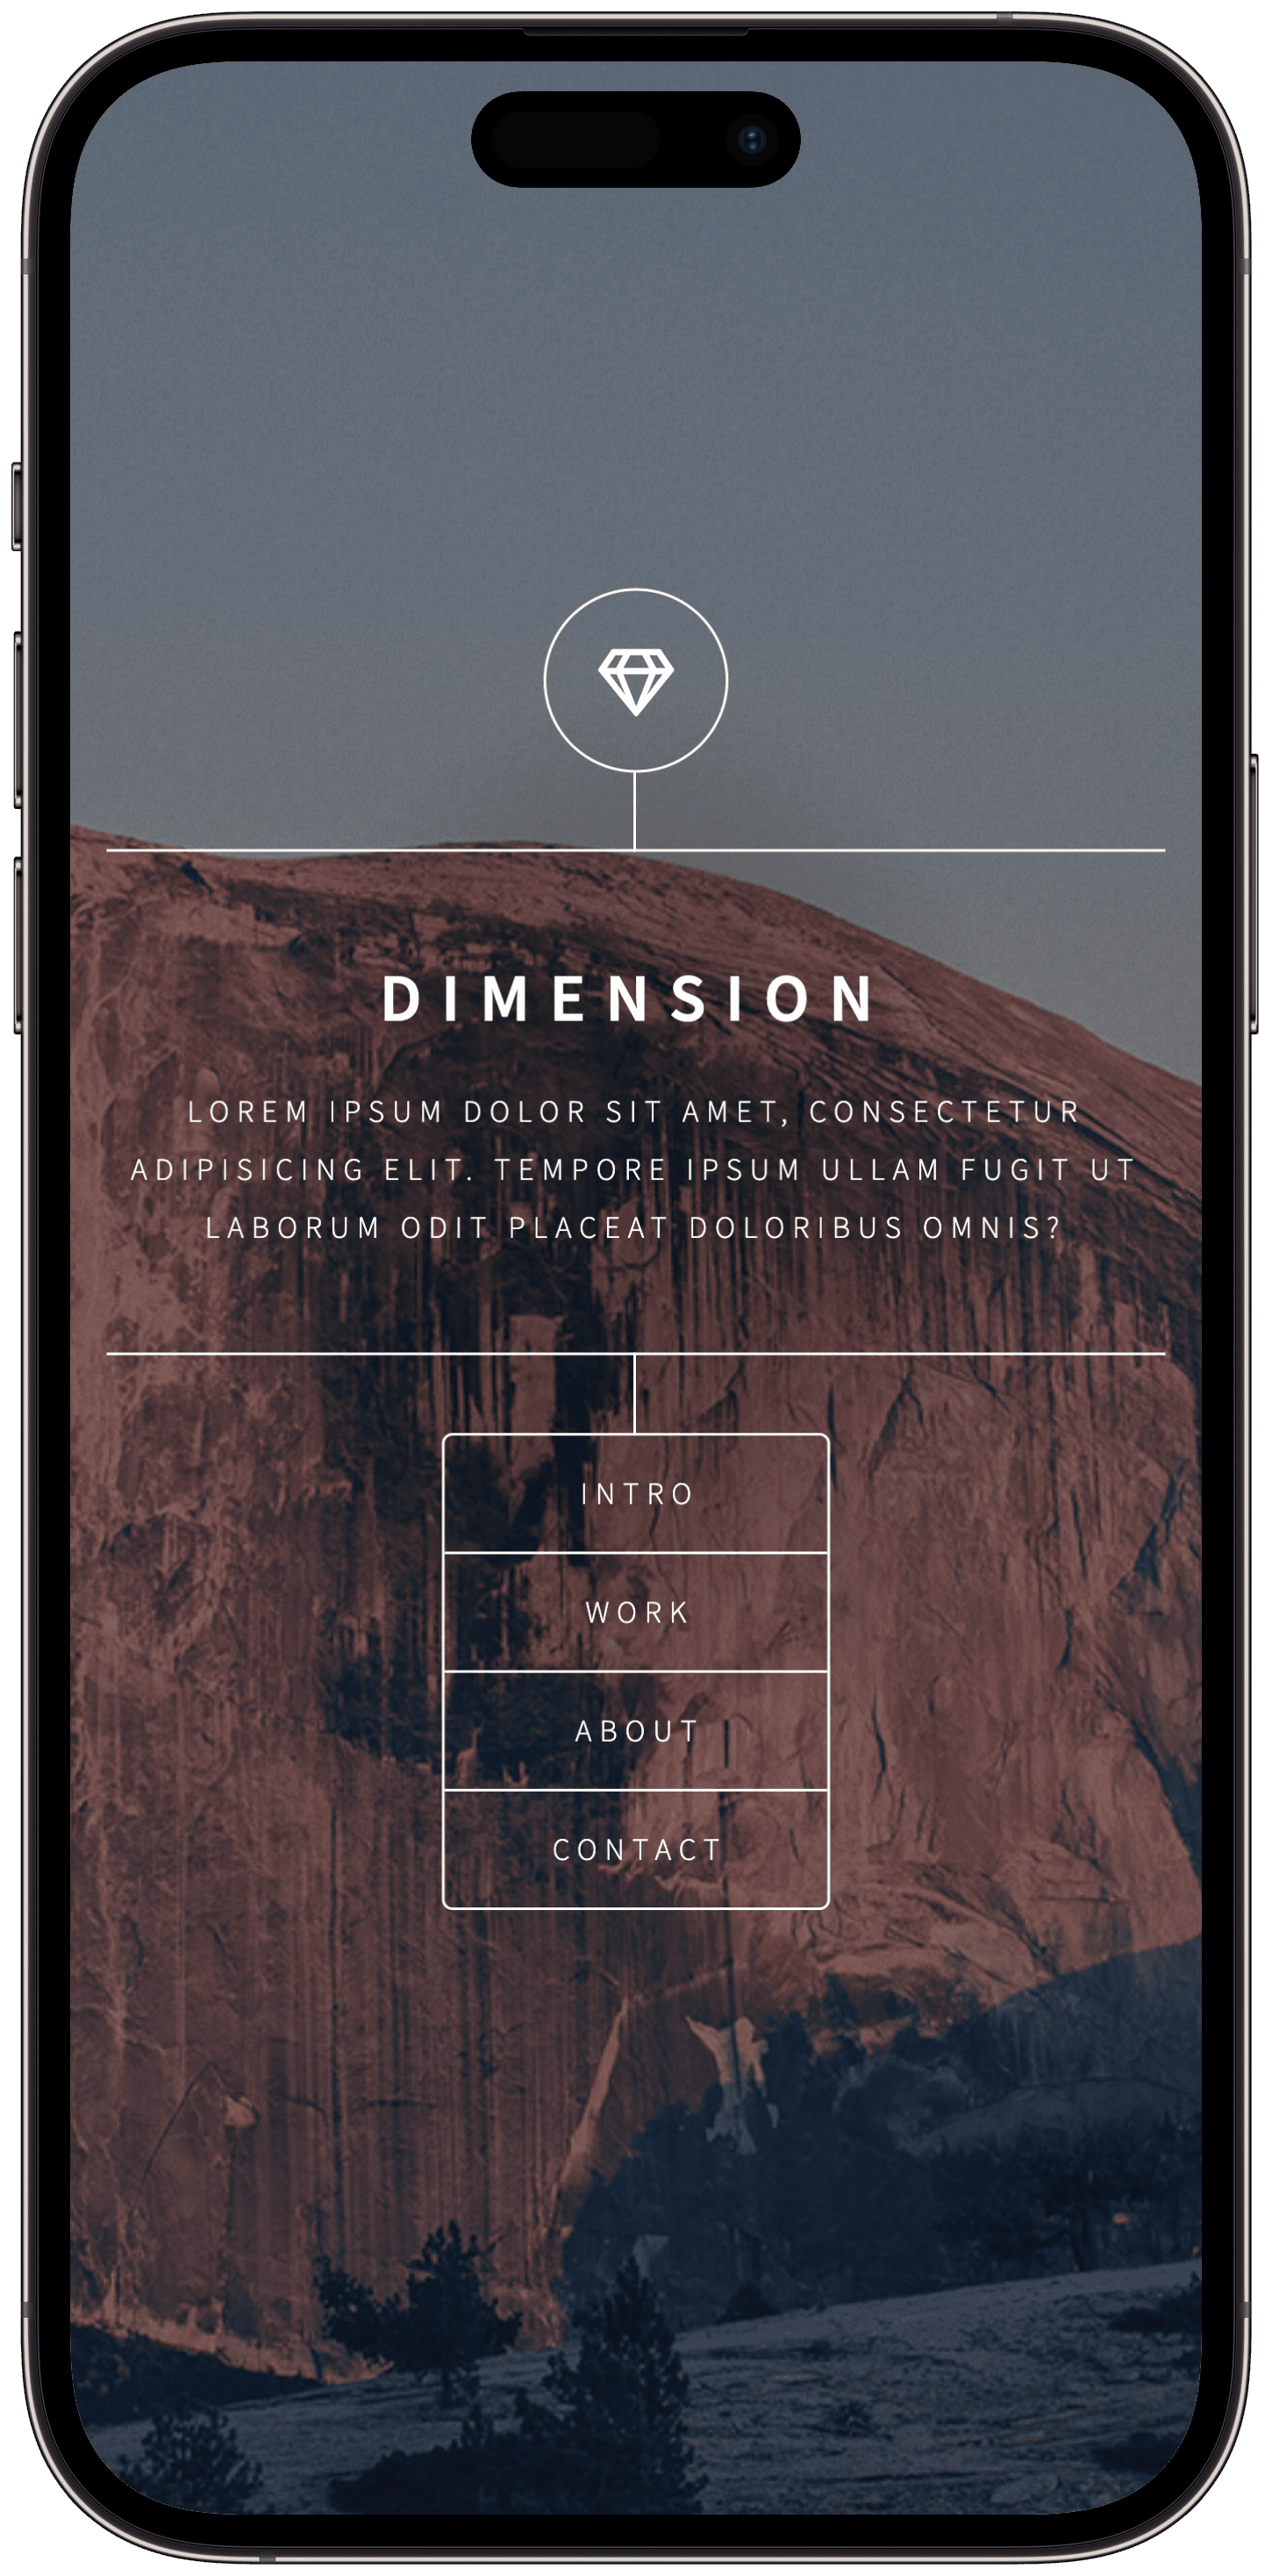 DIMENSION
LOREM IPSUM DOLOR SIT AMET, CONSECTETUR
ADIPISICING ELIT. TEMPORE IPSUM ULLAM FUGIT UT
LABORUM ODIT PLACEAT DOLORIBUS OMNIS?
INTRO
WORK
ABOUT
CONTACT